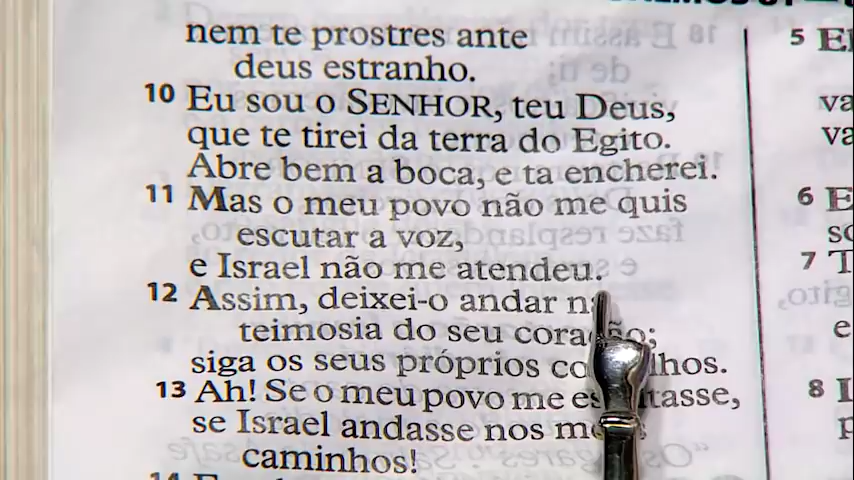 nem te prostres ante
deus estranho.
10 Eu sou o SENHOR, teu Deus,
que te tirei da terra do Egito.
Abre bem a boca, e ta encherei.
11 Mas o meu povo não me quis
escutar a voz,
e Israel não me atendeu.
12 Assim, deixei-o andar
teimosia do seu
siga os seus próprios
13 Ah! Se o meu povo me
se Israel andasse nos
caminhos!
5
6
7
8